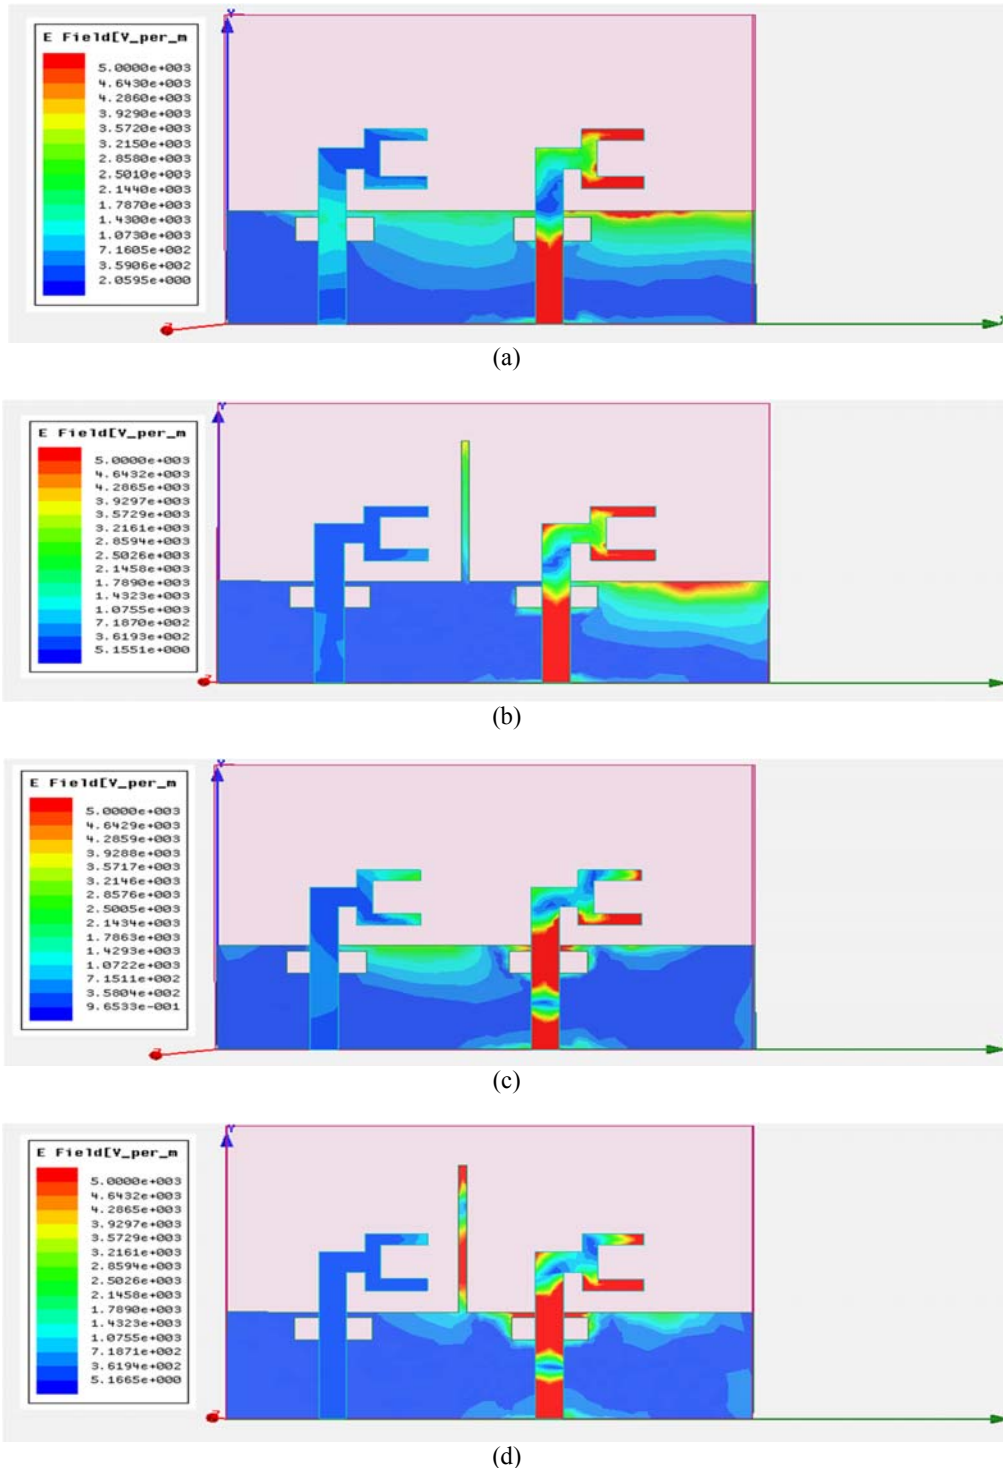 E Field[V_per_m
5.0000e+003
4.6430e+003
4.2860e+003
3.9290e+003
3.5720e+003
3.2150e+003
2.8580e+003
2.5010e+003
2.1440e+003
1.7870e+003
1.4300e+003
1.0730e+003
7.1605e+002
3.5906e+002
2.0595e+000
Y
Z
(a)
E Field[V_per_m
5.0000e+003
4.6432e+003
4.2865e+003
3.9297e+003
3.5729e+003
3.2161e+003
2.8594e+003
2.5026e+003
2.1458e+003
1.7890e+003
1.4323e+003
1.0755e+003
7.1870e+002
3.6193e+002
5.1551e+000
Y
(b)
E Field[V_per_m
5.0000e+003
4.6429e+003
4.2859e+003
3.9288e+003
3.5717e+003
3.2146e+003
2.8576e+003
2.5005e+003
2.1434e+003
1.7863e+003
1.4293e+003
1.0722e+003
7.1511e+002
3.5804e+002
9.6533e-001
Y
(c)
E Field[V_per_m
5.0000e+003
4.6432e+003
4.2865e+003
3.9297e+003
3.5729e+003
3.2161e+003
2.8594e+003
2.5026e+003
2.1458e+003
1.7890e+003
1.4323e+003
1.0755e+003
7.1871e+002
3.6194e+002
5.1665e+000
Y
(d)